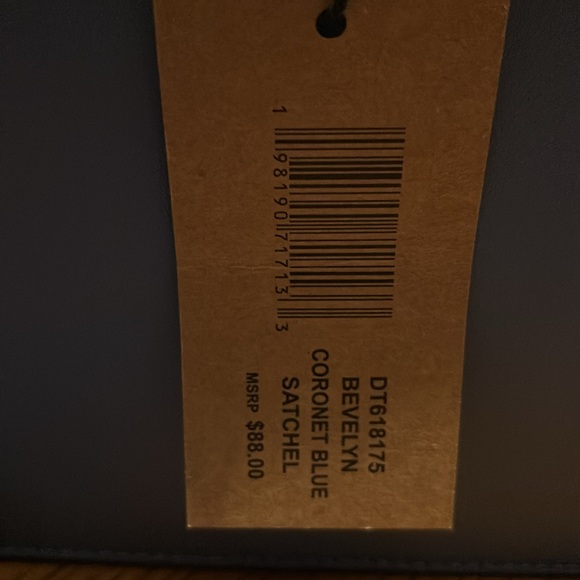 1 98190 71713 3
DT618175
BEVELYN
CORONET BLUE
SATCHEL
MSRP $88.00